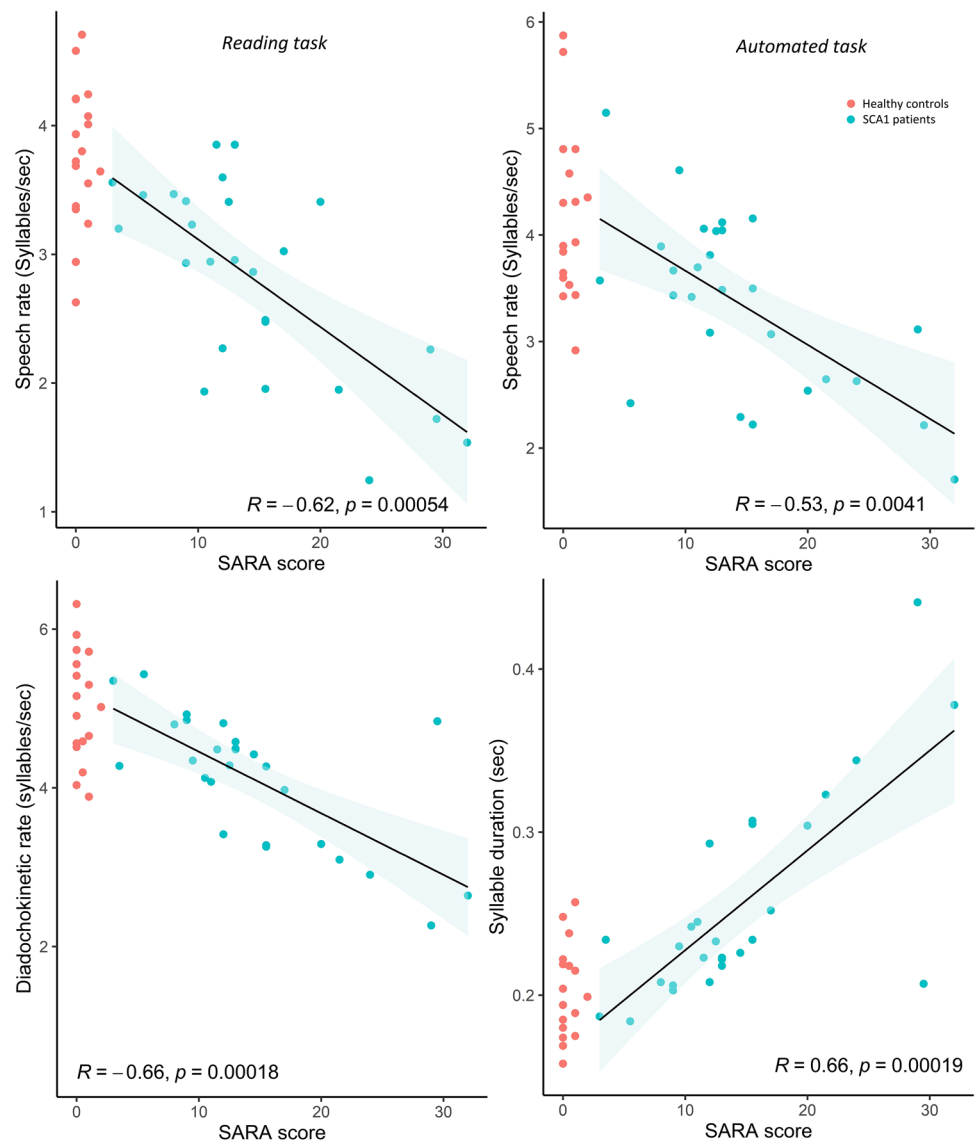 Reading task
Speech rate (Syllables/sec)
4
3
2
1
R = −0.62, p = 0.00054
0 10 20 30
SARA score
Automated task
Healthy controls
SCA1 patients
Speech rate (Syllables/sec)
6
5
4
3
2
R = −0.53, p = 0.0041
0 10 20 30
SARA score
Diadochokinetic rate (syllables/sec)
6
4
2
R = −0.66, p = 0.00018
0 10 20 30
SARA score
Syllable duration (sec)
0.4
0.3
0.2
R = 0.66, p = 0.00019
0 10 20 30
SARA score